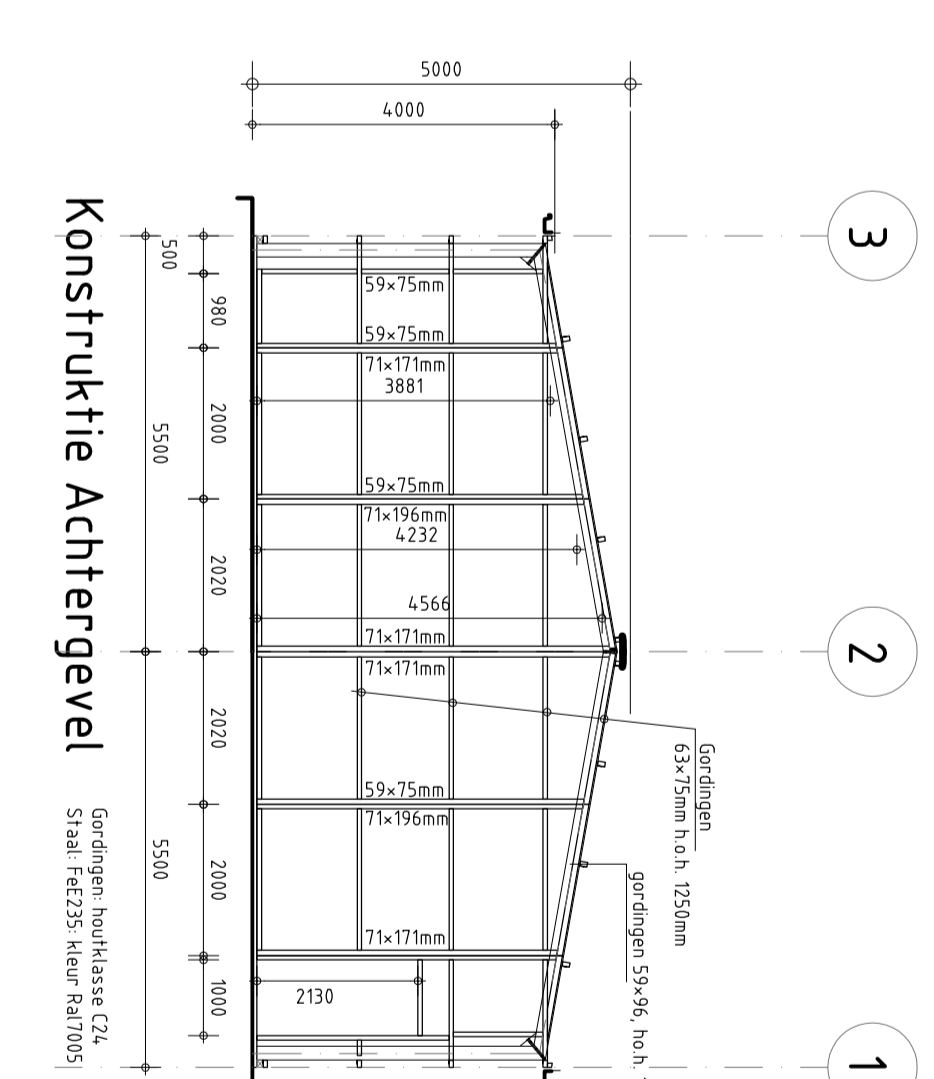 5000
4000
3
2
1
59×75mm
59×75mm
71×171mm
3881
59×75mm
71×196mm
4232
4566
71×171mm
71×171mm
59×75mm
71×196mm
71×171mm
2130
500
980
2000
2020
2020
2000
1000
5500
5500
Gordingen
63×75mm h.o.h. 1250mm
gordingen 59×96, ho.h.
Konstruktie Achtergevel
Gordingen: houtklasse C24
Staal: FeE235: kleur Ral7005